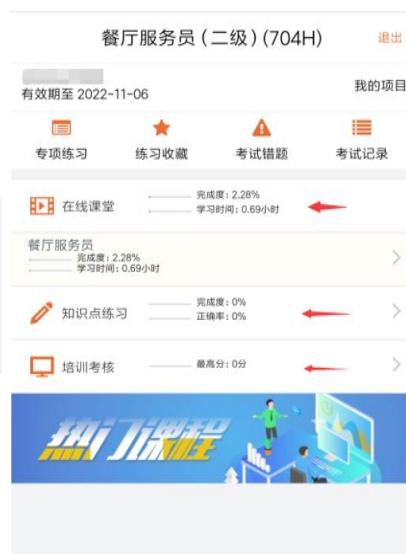 餐厅服务员(二级)(704H)
退出
有效期至 2022-11-06
我的项目
专项练习 练习收藏 考试错题 考试记录
在线课堂
完成度:2.28%
学习时间:0.69小时
餐厅服务员
完成度:2.28%
学习时间:0.69小时
知识点练习
完成度:0%
正确率:0%
培训考核
最高分:0分
热门课程